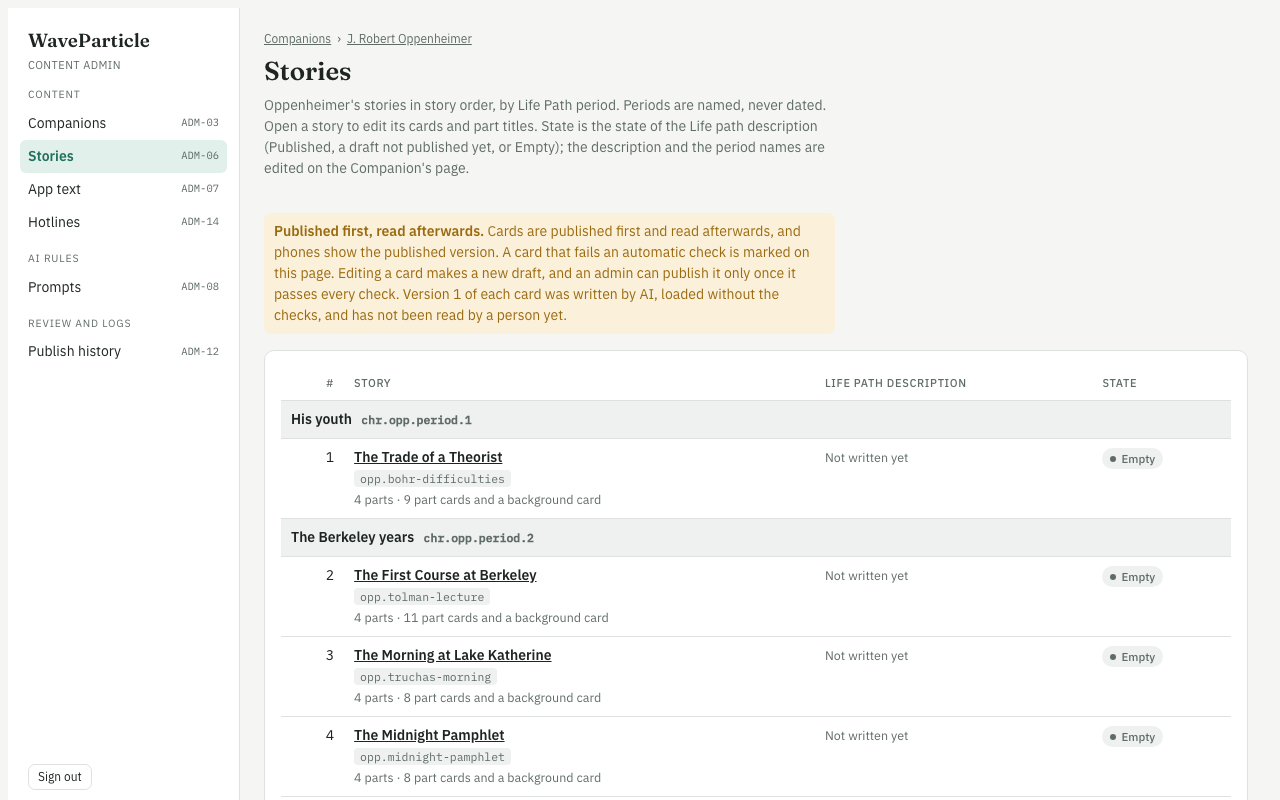 WaveParticle
CONTENT ADMIN
CONTENT
Companions ADM-03
Stories ADM-06
App text ADM-07
Hotlines ADM-14
AI RULES
Prompts ADM-08
REVIEW AND LOGS
Publish history ADM-12
Sign out
Companions › J. Robert Oppenheimer
Stories
Oppenheimer's stories in story order, by Life Path period. Periods are named, never dated.
Open a story to edit its cards and part titles. State is the state of the Life path description
(Published, a draft not published yet, or Empty); the description and the period names are
edited on the Companion's page.
Published first, read afterwards. Cards are published first and read afterwards, and
phones show the published version. A card that fails an automatic check is marked on
this page. Editing a card makes a new draft, and an admin can publish it only once it
passes every check. Version 1 of each card was written by AI, loaded without the
checks, and has not been read by a person yet.
# STORY LIFE PATH DESCRIPTION STATE
His youth chr.opp.period.1
1 The Trade of a Theorist Not written yet Empty
opp.bohr-difficulties
4 parts · 9 part cards and a background card
The Berkeley years chr.opp.period.2
2 The First Course at Berkeley Not written yet Empty
opp.tolman-lecture
4 parts · 11 part cards and a background card
3 The Morning at Lake Katherine Not written yet Empty
opp.truchas-morning
4 parts · 8 part cards and a background card
4 The Midnight Pamphlet Not written yet Empty
opp.midnight-pamphlet
4 parts · 8 part cards and a background card